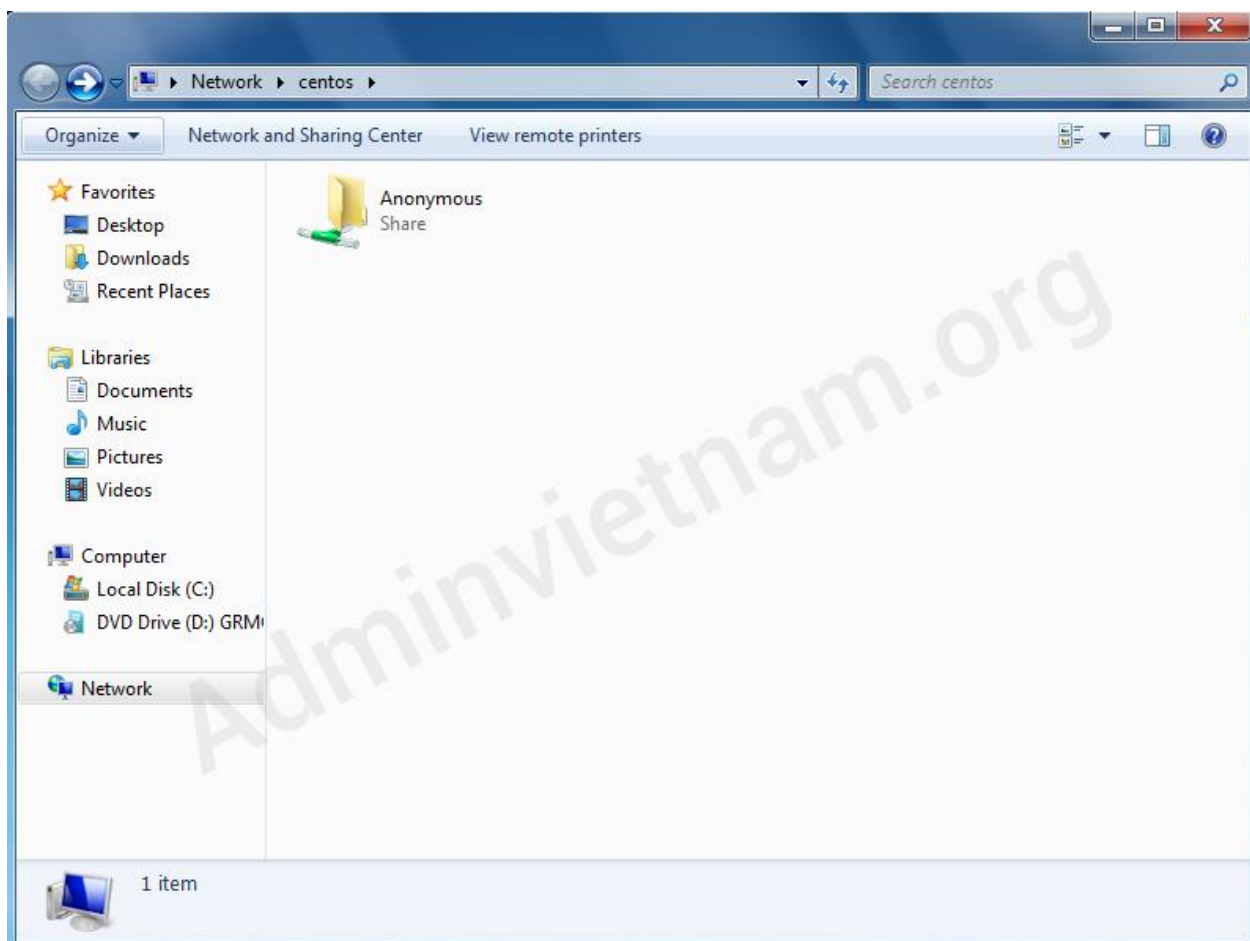 Network centos
Search centos
Organize Network and Sharing Center View remote printers
Favorites
Desktop
Downloads
Recent Places
Libraries
Documents
Music
Pictures
Videos
Computer
Local Disk (C:)
DVD Drive (D:)
Network
Anonymous
Share
Adminvietnam.org
1 item